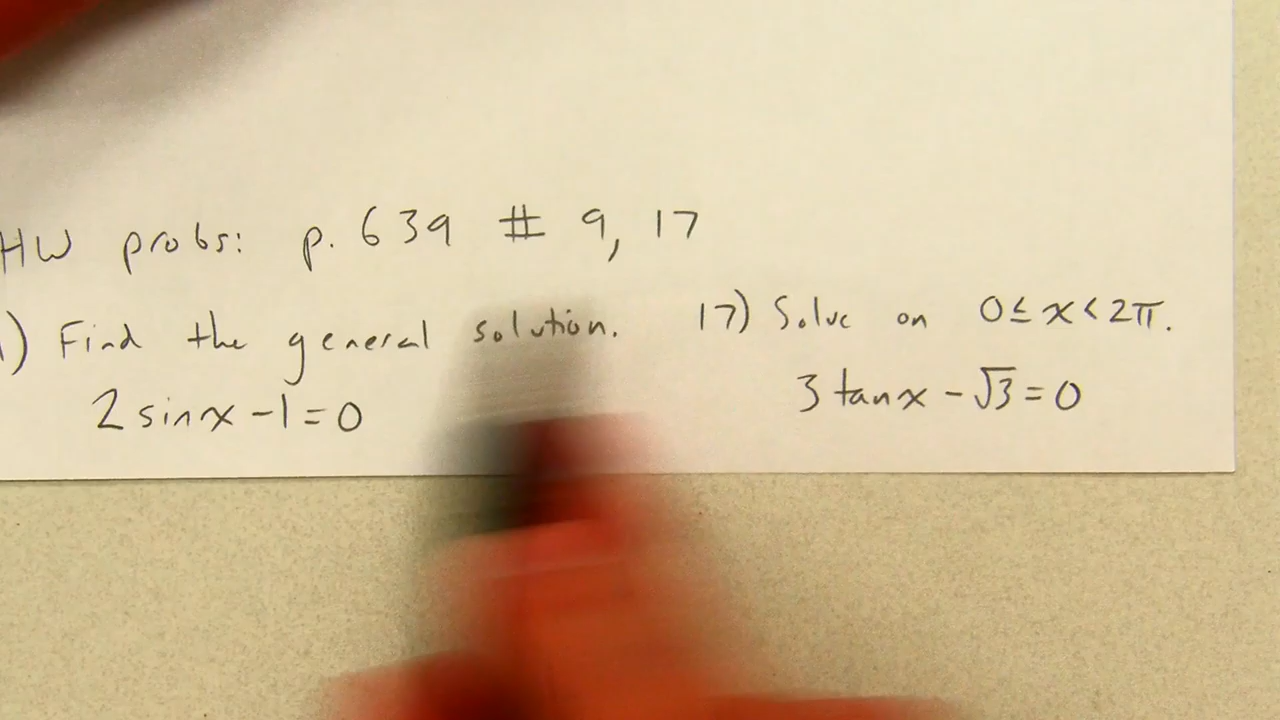 HW probs: p. 639 # 9, 17
) Find the general solution.
2 sin x - 1 = 0
17) Solve on 0 ≤ x < 2π.
3 tan x - √3 = 0